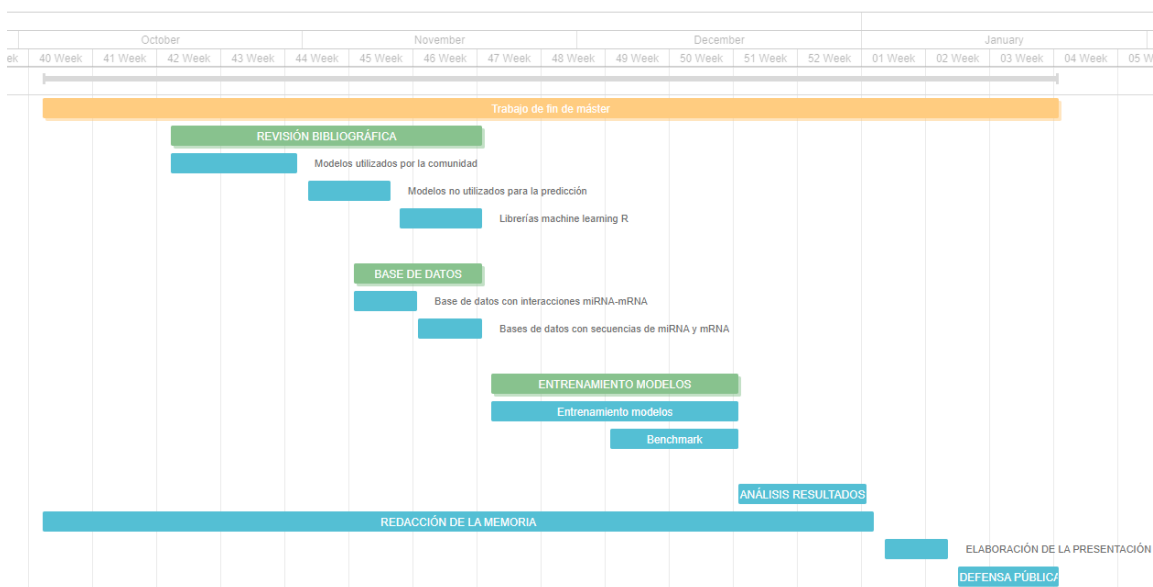 October November December January
ek 40 Week 41 Week 42 Week 43 Week 44 Week 45 Week 46 Week 47 Week 48 Week 49 Week 50 Week 51 Week 52 Week 01 Week 02 Week 03 Week 04 Week 05 W
Trabajo de fin de máster
REVISIÓN BIBLIOGRÁFICA
Modelos utilizados por la comunidad
Modelos no utilizados para la predicción
Librerías machine learning R
BASE DE DATOS
Base de datos con interacciones miRNA-mRNA
Bases de datos con secuencias de miRNA y mRNA
ENTRENAMIENTO MODELOS
Entrenamiento modelos
Benchmark
ANÁLISIS RESULTADOS
REDACCIÓN DE LA MEMORIA
ELABORACIÓN DE LA PRESENTACIÓN
DEFENSA PÚBLICA